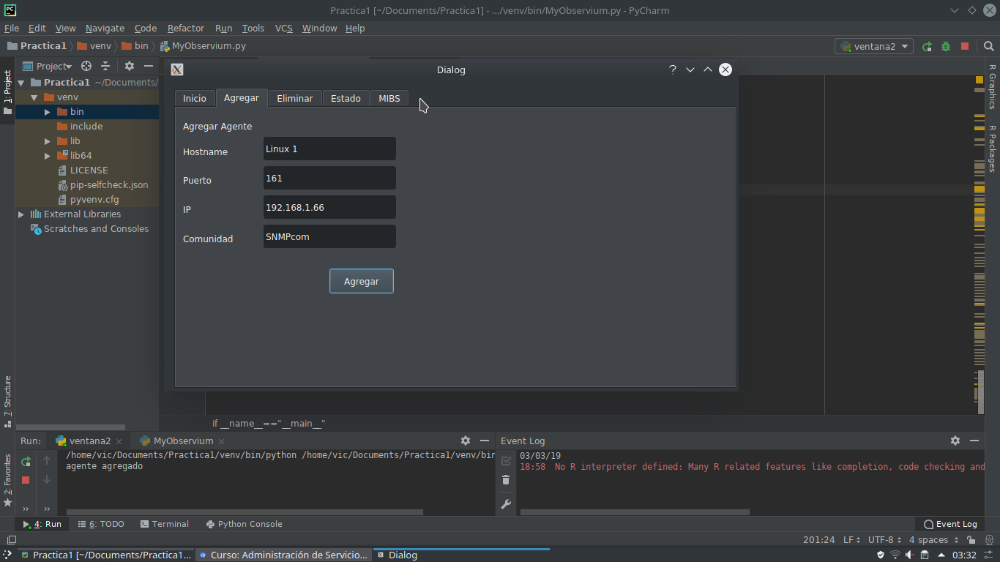 Practica1 [~/Documents/Practica1] - .../venv/bin/MyObservium.py - PyCharm
File Edit View Navigate Code Refactor Run Tools VCS Window Help
Practica1 venv bin MyObservium.py ventana2
1: Project
Project
Practica1 ~/Documents/
venv
bin
include
lib
lib64
LICENSE
pip-selfcheck.json
pyvenv.cfg
External Libraries
Scratches and Consoles
Dialog
Inicio Agregar Eliminar Estado MIBS
Agregar Agente
Hostname Linux 1
Puerto 161
IP 192.168.1.66
Comunidad SNMPcom
Agregar
R Graphics
R Packages
7: Structure
2: Favorites
if __name__=="__main__"
Run: ventana2 MyObservium
/home/vic/Documents/Practica1/venv/bin/python /home/vic/Documents/Practica1/venv/bin
agente agregado
Event Log
03/03/19
18:58 No R interpreter defined: Many R related features like completion, code checking and
4: Run 6: TODO Terminal Python Console Event Log
201:24 LF UTF-8 4 spaces
Practica1 [~/Documents/Practica1... Curso: Administración de Servicio... Dialog 03:32